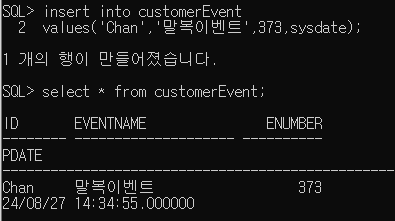 SQL> insert into customerEvent
  2  values('Chan','말복이벤트',373,sysdate);
1 개의 행이 만들어졌습니다.
SQL> select * from customerEvent;
ID       EVENTNAME               ENUMBER
-------- -------------------- ----------
PDATE
---------------------------------------------------
Chan     말복이벤트                  373
24/08/27 14:34:55.000000